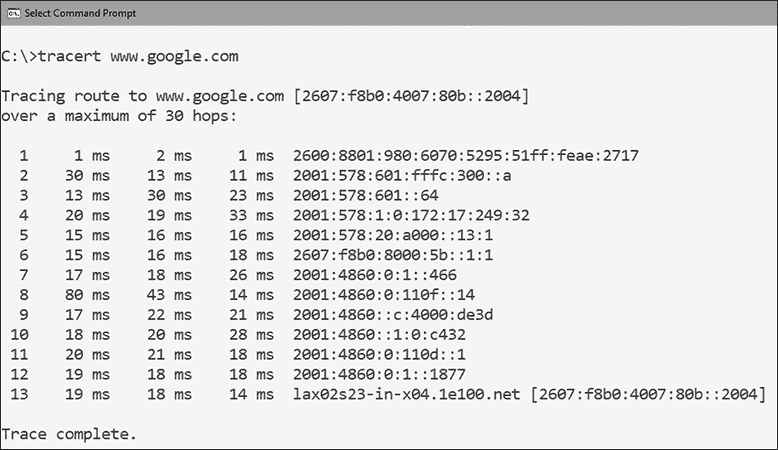 Select Command Prompt
C:\>tracert www.google.com
Tracing route to www.google.com [2607:f8b0:4007:80b::2004]
over a maximum of 30 hops:
1 1 ms 2 ms 1 ms 2600:8801:980:6070:5295:51ff:feae:2717
2 30 ms 13 ms 11 ms 2001:578:601:fffc:300::a
3 13 ms 30 ms 23 ms 2001:578:601::64
4 20 ms 19 ms 33 ms 2001:578:1:0:172:17:249:32
5 15 ms 16 ms 16 ms 2001:578:20:a000::13:1
6 15 ms 16 ms 18 ms 2607:f8b0:8000:5b::1:1
7 17 ms 18 ms 26 ms 2001:4860:0:1::466
8 80 ms 43 ms 14 ms 2001:4860:0:110f::14
9 17 ms 22 ms 21 ms 2001:4860::c:4000:de3d
10 18 ms 20 ms 28 ms 2001:4860::1:0:c432
11 20 ms 21 ms 18 ms 2001:4860:0:110d::1
12 19 ms 18 ms 18 ms 2001:4860:0:1::1877
13 19 ms 18 ms 14 ms lax02s23-in-x04.1e100.net [2607:f8b0:4007:80b::2004]
Trace complete.